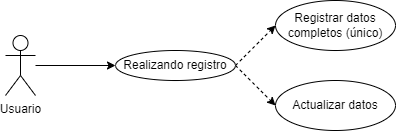 Registrar datos
completos (único)
Realizando registro
Usuario
Actualizar datos